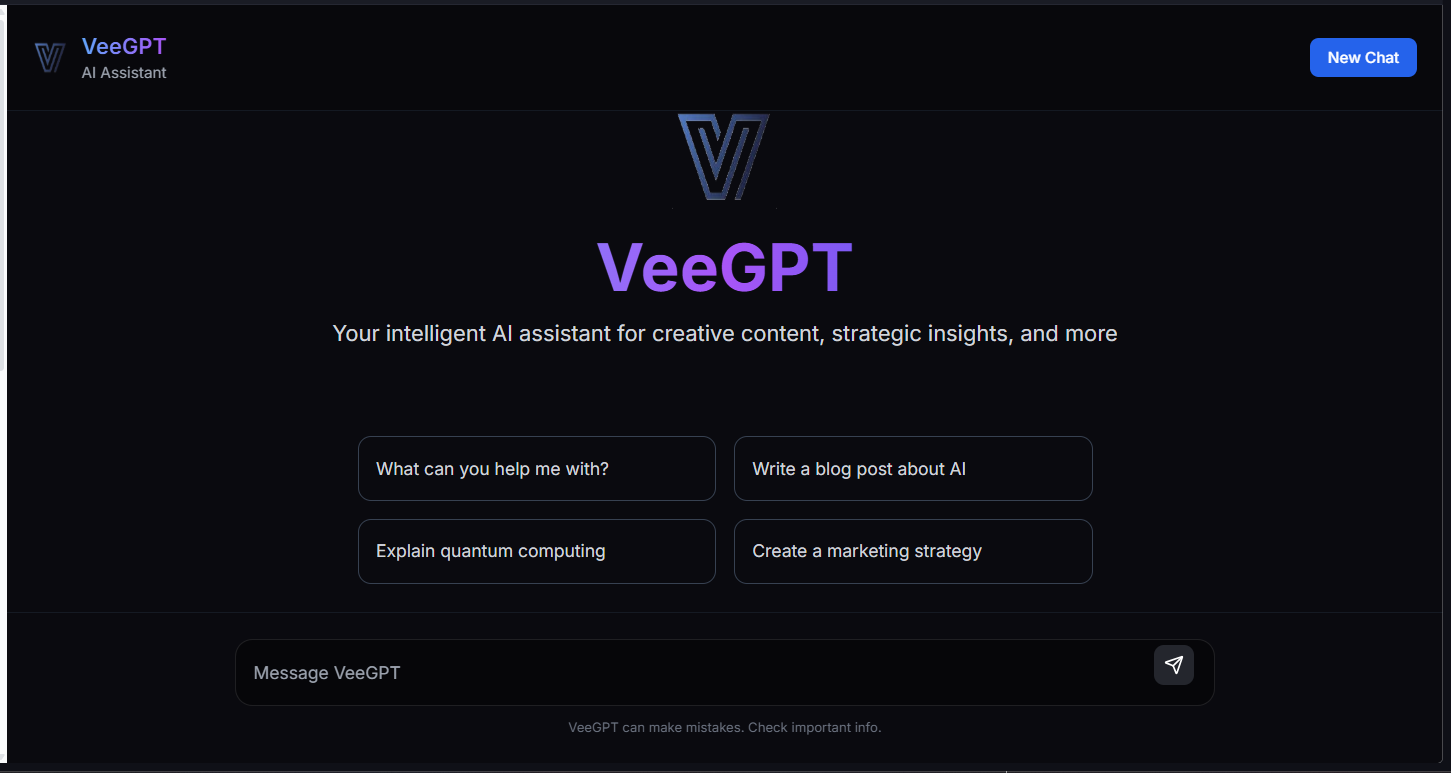 VeeGPT
AI Assistant
New Chat
VeeGPT
Your intelligent AI assistant for creative content, strategic insights, and more
What can you help me with?
Write a blog post about AI
Explain quantum computing
Create a marketing strategy
Message VeeGPT
VeeGPT can make mistakes. Check important info.